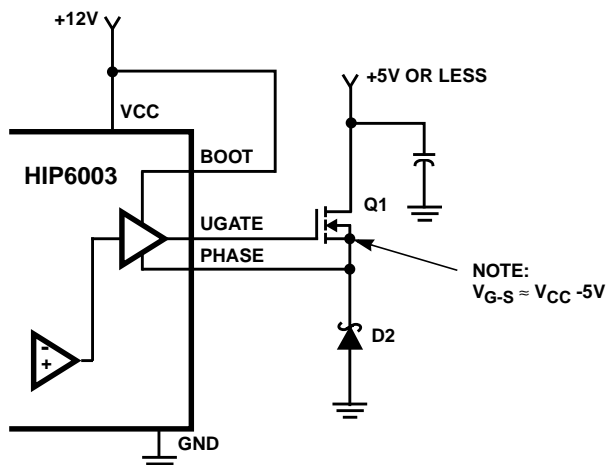 +12V
+5V OR LESS
VCC
BOOT
HIP6003
Q1
UGATE
PHASE
NOTE:
VG-S ≈ VCC -5V
D2
-
+
GND